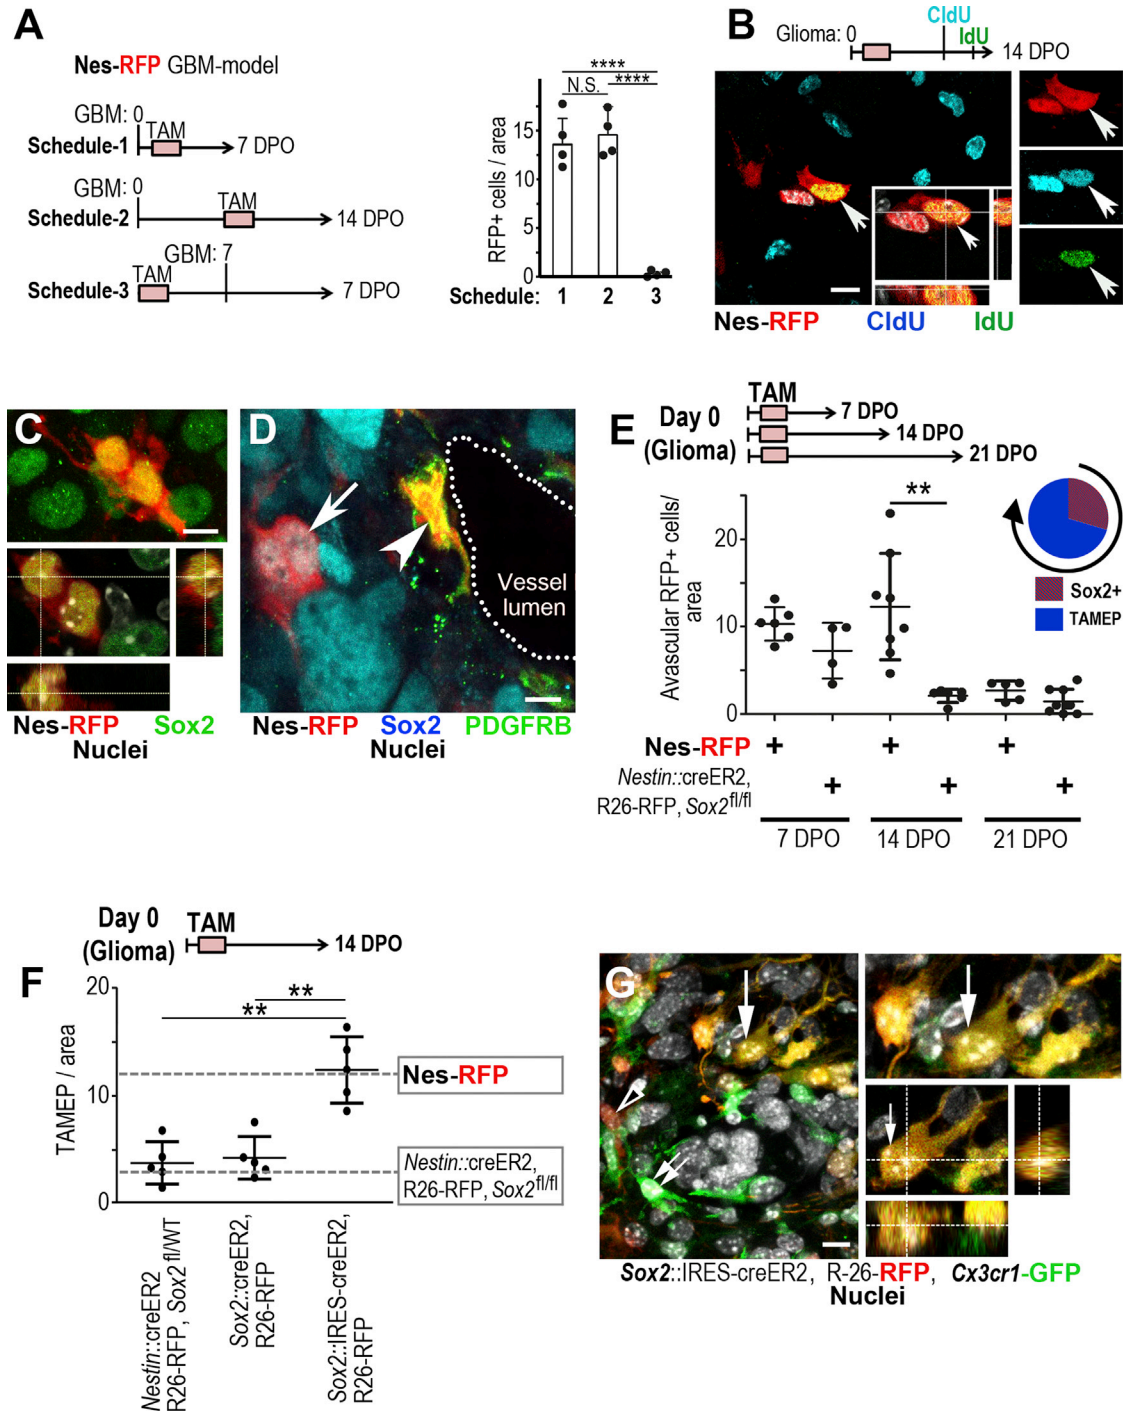 A
Nes-RFP GBM-model
GBM: 0
TAM
Schedule-1
7 DPO
GBM: 0
TAM
Schedule-2
14 DPO
GBM: 7
TAM
Schedule-3
7 DPO
****
N.S. ****
RFP+ cells / area
15
10
5
0
Schedule: 1 2 3
B
CldU
Glioma: 0
IdU
14 DPO
Nes-RFP CldU IdU
C
Nes-RFP Sox2
Nuclei
D
Vessel
lumen
Nes-RFP Sox2 PDGFRB
Nuclei
E
TAM
Day 0
(Glioma)
7 DPO
14 DPO
21 DPO
**
Avascular RFP+ cells/
area
20
10
0
Sox2+
TAMEP
Nes-RFP + + +
Nestin::creER2,
R26-RFP, Sox2fl/fl + + +
7 DPO 14 DPO 21 DPO
F
Day 0
(Glioma)
TAM
14 DPO
**
**
TAMEP / area
20
10
0
Nes-RFP
Nestin::creER2,
R26-RFP, Sox2fl/fl
Nestin::creER2
R26-RFP, Sox2fl/WT
Sox2::creER2,
R26-RFP
Sox2::IRES-creER2,
R26-RFP
G
Sox2::IRES-creER2, R-26-RFP, Cx3cr1-GFP
Nuclei